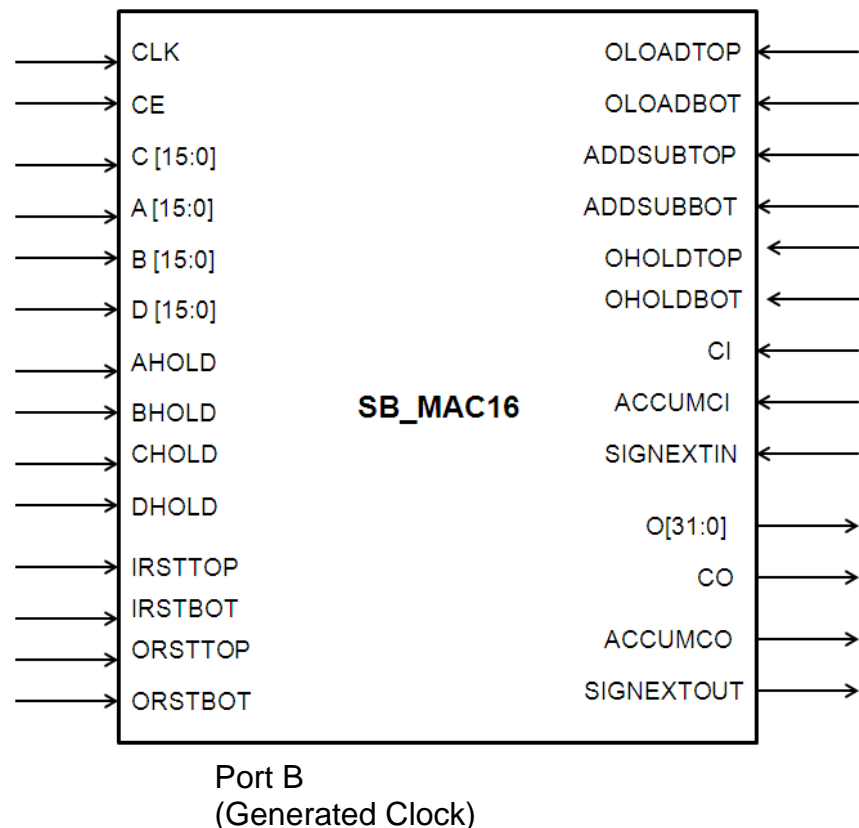 CLK
CE
C [15:0]
A [15:0]
B [15:0]
D [15:0]
AHOLD
BHOLD
CHOLD
DHOLD
IRSTTOP
IRSTBOT
ORSTTOP
ORSTBOT
SB_MAC16
OLOADTOP
OLOADBOT
ADDSUBTOP
ADDSUBBOT
OHOLDTOP
OHOLDBOT
CI
ACCUMCI
SIGNEXTIN
O[31:0]
CO
ACCUMCO
SIGNEXTOUT
Port B
(Generated Clock)